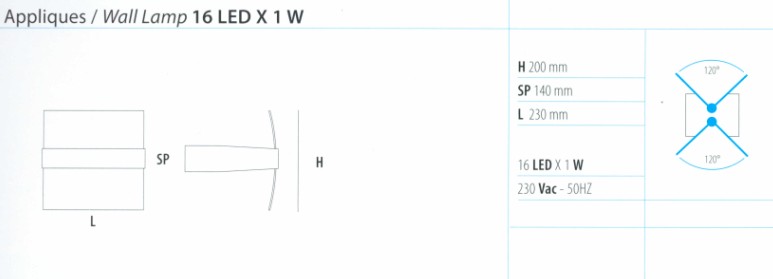 Appliques / Wall Lamp 16 LED X 1 W
H 200 mm
SP 140 mm
L 230 mm
16 LED X 1 W
230 Vac - 50HZ
120°
120°
SP
H
L